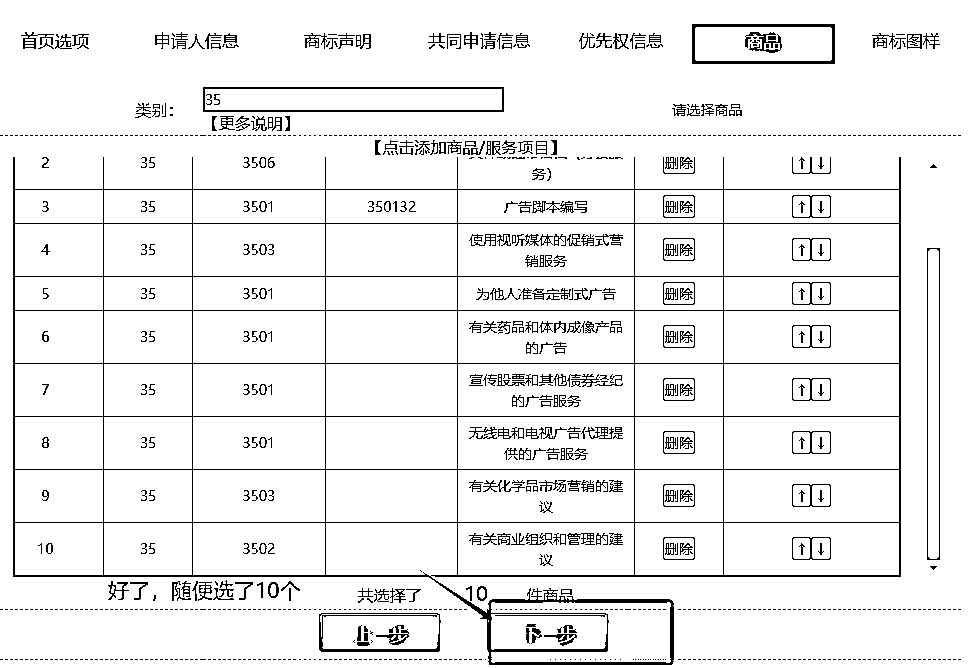 首页选项 申请人信息 商标声明 共同申请信息 优先权信息 商品 商标图样
类别： 35 请选择商品
【更多说明】
【点击添加商品/服务项目】
2 35 3506 删除 ↑ ↓
务）
3 35 3501 350132 广告脚本编写 删除 ↑ ↓
4 35 3503 使用视听媒体的促销式营 删除 ↑ ↓
销服务
5 35 3501 为他人准备定制式广告 删除 ↑ ↓
6 35 3501 有关药品和体内成像产品 删除 ↑ ↓
的广告
7 35 3501 宣传股票和其他债券经纪 删除 ↑ ↓
的广告服务
8 35 3501 无线电和电视广告代理提 删除 ↑ ↓
供的广告服务
9 35 3503 有关化学品市场营销的建 删除 ↑ ↓
议
10 35 3502 有关商业组织和管理的建 删除 ↑ ↓
议
好了，随便选了10个 共选择了 10 件商品
上一步 下一步